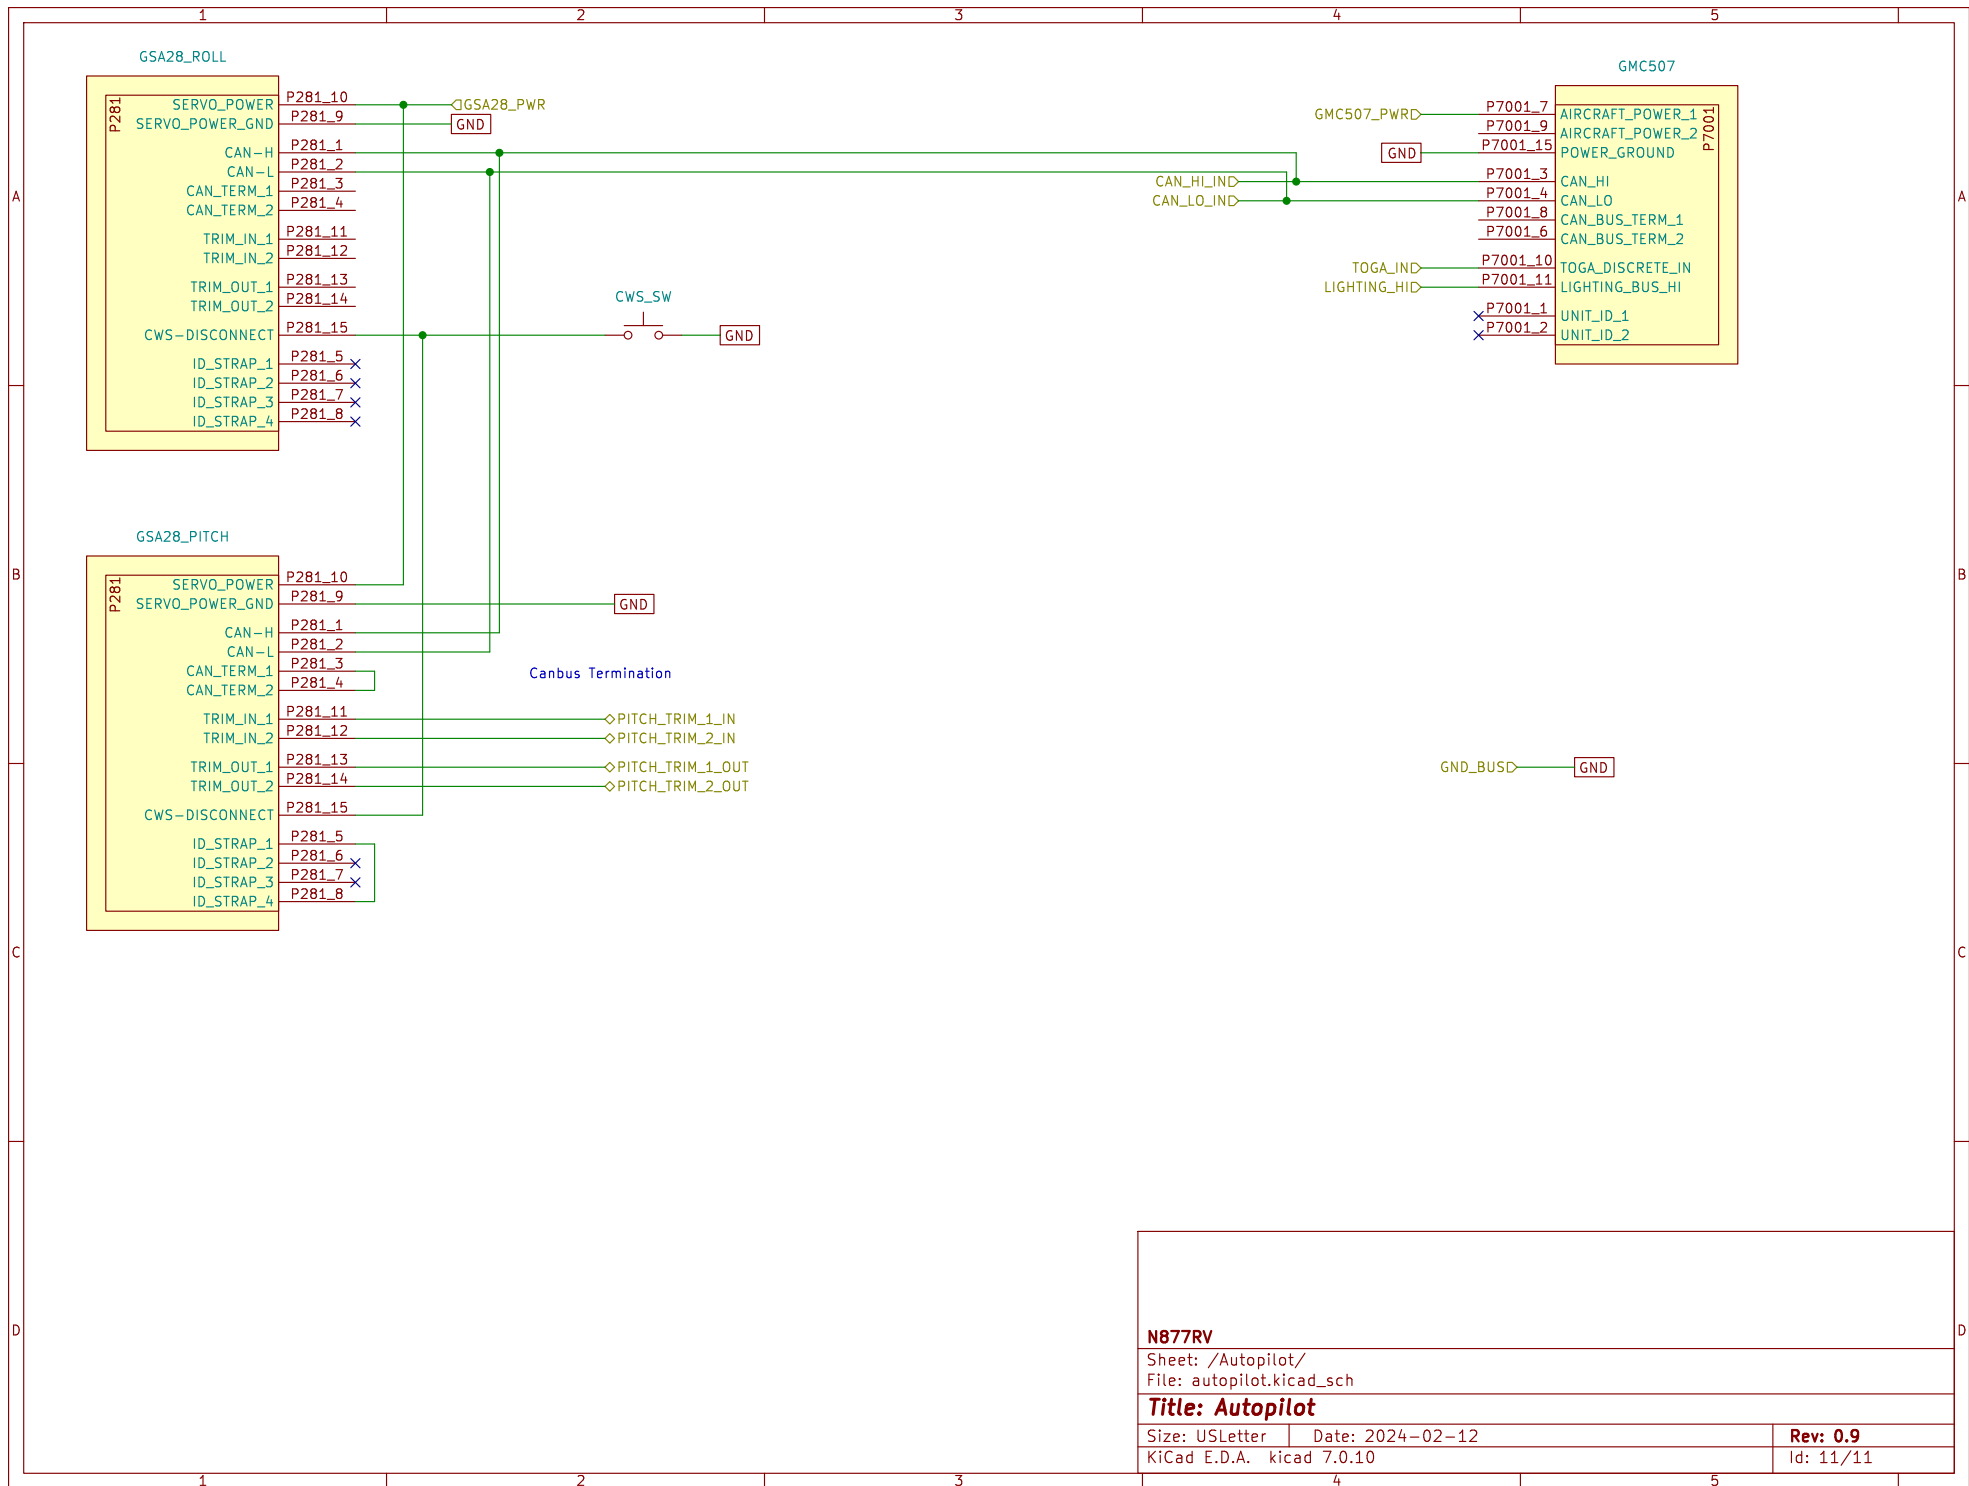 1 2 3 4 5
A A
B B
C C
D D
GSA28_ROLL
P281
SERVO_POWER P281_10 GSA28_PWR
SERVO_POWER_GND P281_9 GND
CAN-H P281_1
CAN-L P281_2
CAN_TERM_1 P281_3
CAN_TERM_2 P281_4
TRIM_IN_1 P281_11
TRIM_IN_2 P281_12
TRIM_OUT_1 P281_13
TRIM_OUT_2 P281_14
CWS-DISCONNECT P281_15
ID_STRAP_1 P281_5
ID_STRAP_2 P281_6
ID_STRAP_3 P281_7
ID_STRAP_4 P281_8
CWS_SW
GND
GMC507
P7001
GMC507_PWR P7001_7 AIRCRAFT_POWER_1
P7001_9 AIRCRAFT_POWER_2
GND P7001_15 POWER_GROUND
CAN_HI_IN P7001_3 CAN_HI
CAN_LO_IN P7001_4 CAN_LO
P7001_8 CAN_BUS_TERM_1
P7001_6 CAN_BUS_TERM_2
TOGA_IN P7001_10 TOGA_DISCRETE_IN
LIGHTING_HI P7001_11 LIGHTING_BUS_HI
P7001_1 UNIT_ID_1
P7001_2 UNIT_ID_2
GSA28_PITCH
P281
SERVO_POWER P281_10
SERVO_POWER_GND P281_9 GND
CAN-H P281_1
CAN-L P281_2
CAN_TERM_1 P281_3
CAN_TERM_2 P281_4
Canbus Termination
TRIM_IN_1 P281_11 PITCH_TRIM_1_IN
TRIM_IN_2 P281_12 PITCH_TRIM_2_IN
TRIM_OUT_1 P281_13 PITCH_TRIM_1_OUT
TRIM_OUT_2 P281_14 PITCH_TRIM_2_OUT
CWS-DISCONNECT P281_15
ID_STRAP_1 P281_5
ID_STRAP_2 P281_6
ID_STRAP_3 P281_7
ID_STRAP_4 P281_8
GND_BUS GND
N877RV
Sheet: /Autopilot/
File: autopilot.kicad_sch
Title: Autopilot
Size: USLetter Date: 2024-02-12 Rev: 0.9
KiCad E.D.A. kicad 7.0.10 Id: 11/11
1 2 3 4 5